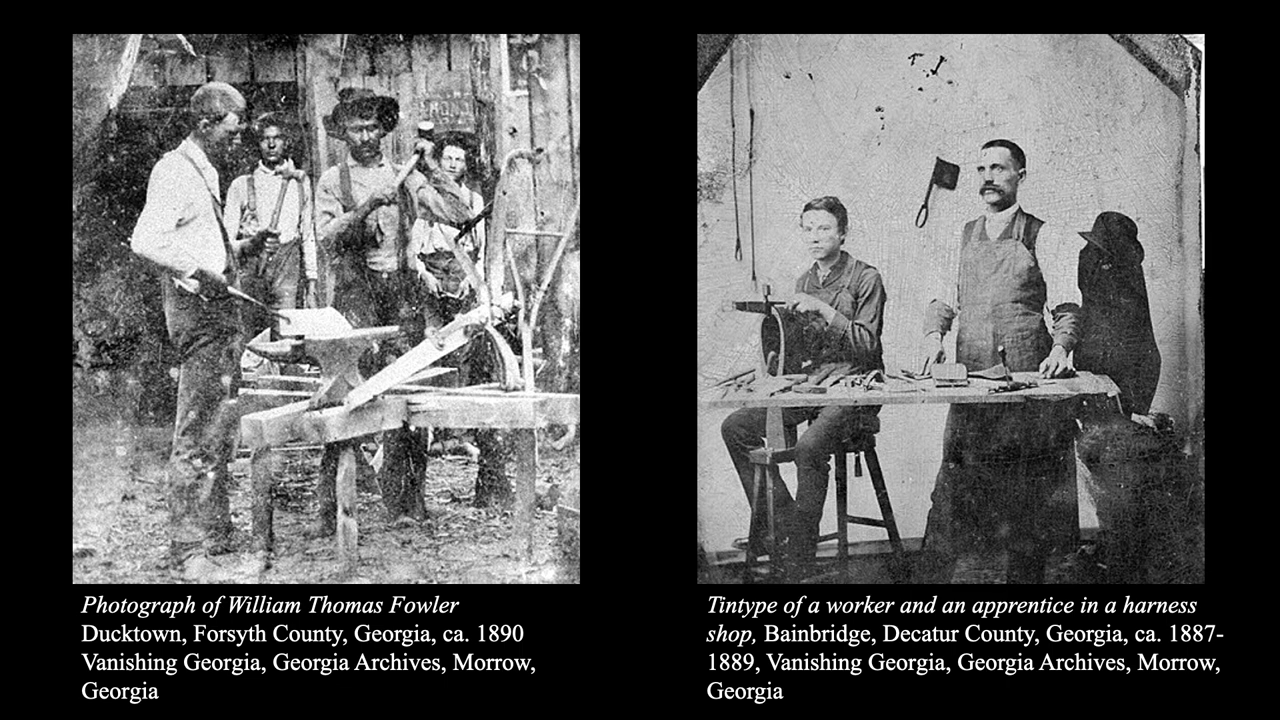 Photograph of William Thomas Fowler
Ducktown, Forsyth County, Georgia, ca. 1890
Vanishing Georgia, Georgia Archives, Morrow,
Georgia
Tintype of a worker and an apprentice in a harness
shop, Bainbridge, Decatur County, Georgia, ca. 1887-
1889, Vanishing Georgia, Georgia Archives, Morrow,
Georgia